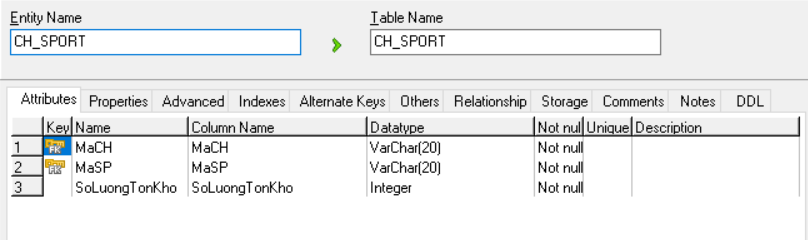 Entity Name Table Name
CH_SPORT CH_SPORT
Attributes Properties Advanced Indexes Alternate Keys Others Relationship Storage Comments Notes DDL
Key Name Column Name Datatype Not nul Unique Description
1 FK MaCH MaCH VarChar(20) Not null
2 FK MaSP MaSP VarChar(20) Not null
3 SoLuongTonKho SoLuongTonKho Integer Not null